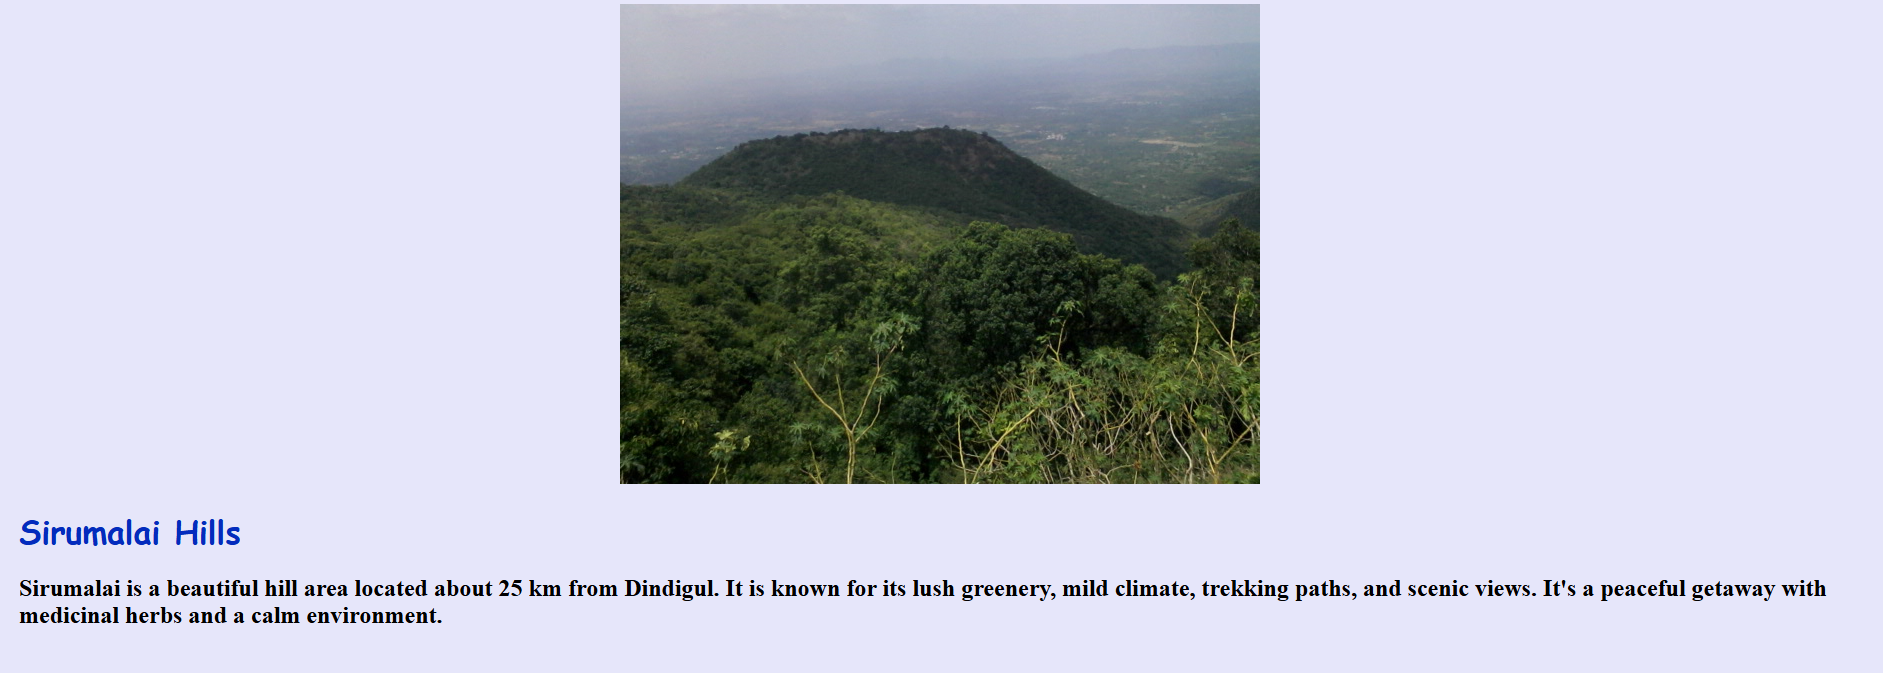 Sirumalai Hills
Sirumalai is a beautiful hill area located about 25 km from Dindigul. It is known for its lush greenery, mild climate, trekking paths, and scenic views. It's a peaceful getaway with
medicinal herbs and a calm environment.